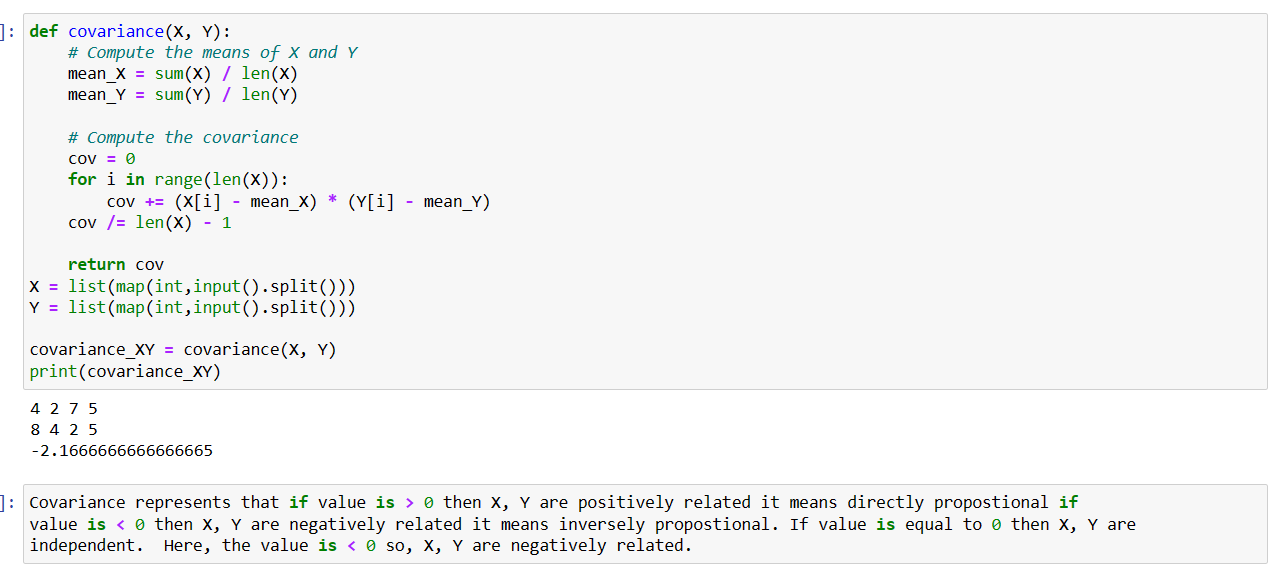 ]: def covariance(X, Y):
# Compute the means of X and Y
mean_X = sum(X) / len(X)
mean_Y = sum(Y) / len(Y)
# Compute the covariance
cov = 0
for i in range(len(X)):
cov += (X[i] - mean_X) * (Y[i] - mean_Y)
cov /= len(X) - 1
return cov
X = list(map(int,input().split()))
Y = list(map(int,input().split()))
covariance_XY = covariance(X, Y)
print(covariance_XY)
4 2 7 5
8 4 2 5
-2.1666666666666665
]: Covariance represents that if value is > 0 then X, Y are positively related it means directly propostional if
value is < 0 then X, Y are negatively related it means inversely propostional. If value is equal to 0 then X, Y are
independent.  Here, the value is < 0 so, X, Y are negatively related.